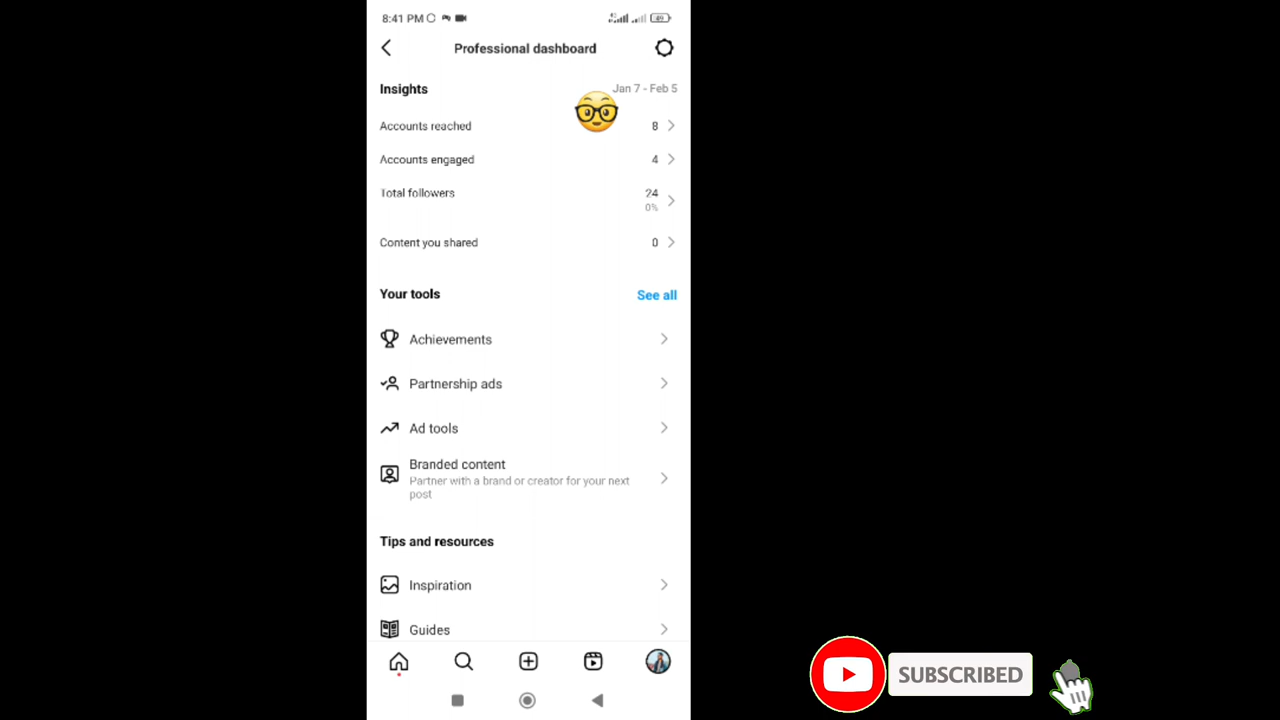 8:41 PM
49
Professional dashboard
Insights
Jan 7 - Feb 5
Accounts reached 8
Accounts engaged 4
Total followers 24
0%
Content you shared 0
Your tools See all
Achievements
Partnership ads
Ad tools
Branded content
Partner with a brand or creator for your next
post
Tips and resources
Inspiration
Guides
SUBSCRIBED